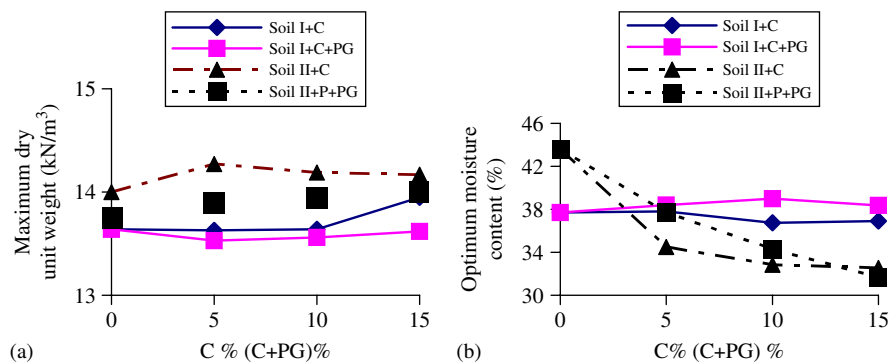 Soil I+C
Soil I+C+PG
Soil II+C
Soil II+P+PG
15
14
13
Maximum dry
unit weight (kN/m³)
0 5 10 15
(a)
C % (C+PG)%
Soil I+C
Soil I+C+PG
Soil II+C
Soil II+P+PG
46
42
38
34
30
Optimum moisture
content (%)
0 5 10 15
(b)
C% (C+PG) %